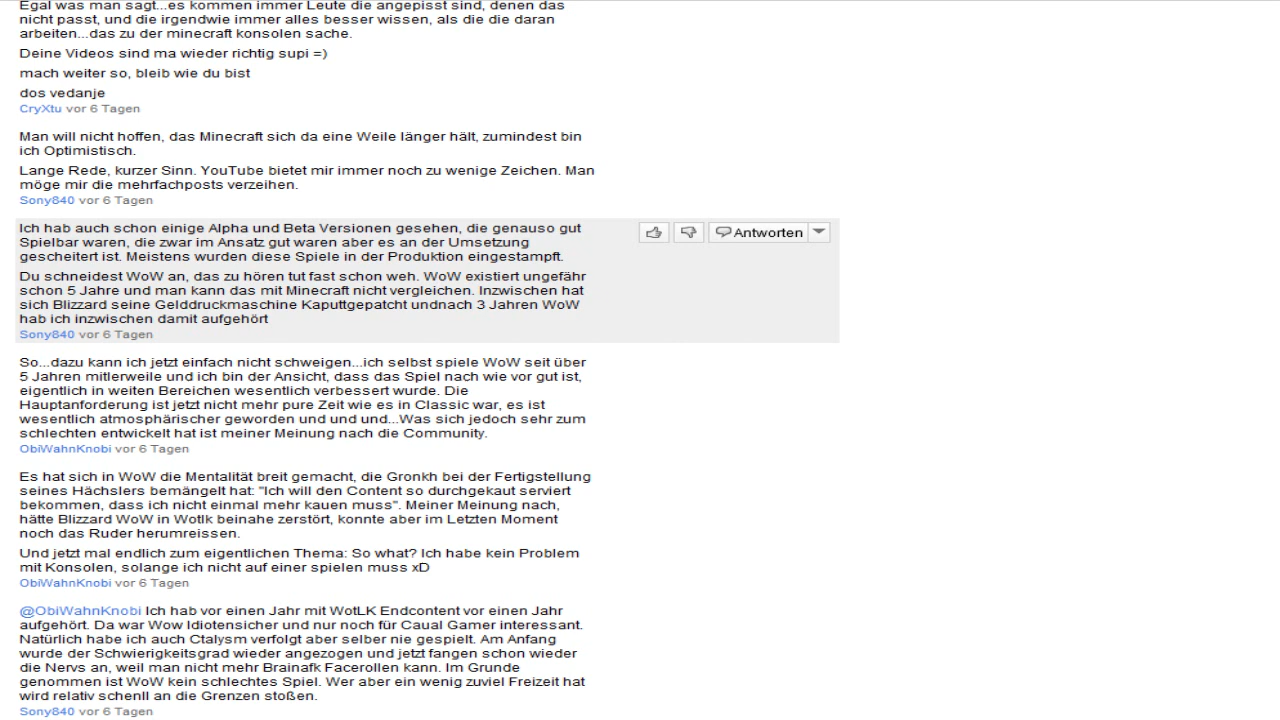 Egal was man sagt...es kommen immer Leute die angepisst sind, denen das
nicht passt, und die irgendwie immer alles besser wissen, als die die daran
arbeiten...das zu der minecraft konsolen sache.
Deine Videos sind ma wieder richtig supi =)
mach weiter so, bleib wie du bist
dos vedanje
CryXtu vor 6 Tagen
Man will nicht hoffen, das Minecraft sich da eine Weile länger hält, zumindest bin
ich Optimistisch.
Lange Rede, kurzer Sinn. YouTube bietet mir immer noch zu wenige Zeichen. Man
möge mir die mehrfachposts verzeihen.
Sony840 vor 6 Tagen
Ich hab auch schon einige Alpha und Beta Versionen gesehen, die genauso gut
Spielbar waren, die zwar im Ansatz gut waren aber es an der Umsetzung
gescheitert ist. Meistens wurden diese Spiele in der Produktion eingestampft.
Antworten
Du schneidest WoW an, das zu hören tut fast schon weh. WoW existiert ungefähr
schon 5 Jahre und man kann das mit Minecraft nicht vergleichen. Inzwischen hat
sich Blizzard seine Gelddruckmaschine Kaputtgepatcht undnach 3 Jahren WoW
hab ich inzwischen damit aufgehört
Sony840 vor 6 Tagen
So...dazu kann ich jetzt einfach nicht schweigen...ich selbst spiele WoW seit über
5 Jahren mitlerweile und ich bin der Ansicht, dass das Spiel nach wie vor gut ist,
eigentlich in weiten Bereichen wesentlich verbessert wurde. Die
Hauptanforderung ist jetzt nicht mehr pure Zeit wie es in Classic war, es ist
wesentlich atmosphärischer geworden und und und...Was sich jedoch sehr zum
schlechten entwickelt hat ist meiner Meinung nach die Community.
ObiWahnKnobi vor 6 Tagen
Es hat sich in WoW die Mentalität breit gemacht, die Gronkh bei der Fertigstellung
seines Hächslers bemängelt hat: "Ich will den Content so durchgekaut serviert
bekommen, dass ich nicht einmal mehr kauen muss". Meiner Meinung nach,
hätte Blizzard WoW in Wotlk beinahe zerstört, konnte aber im Letzten Moment
noch das Ruder herumreissen.
Und jetzt mal endlich zum eigentlichen Thema: So what? Ich habe kein Problem
mit Konsolen, solange ich nicht auf einer spielen muss xD
ObiWahnKnobi vor 6 Tagen
@ObiWahnKnobi Ich hab vor einen Jahr mit WotLK Endcontent vor einen Jahr
aufgehört. Da war Wow Idiotensicher und nur noch für Caual Gamer interessant.
Natürlich habe ich auch Ctalysm verfolgt aber selber nie gespielt. Am Anfang
wurde der Schwierigkeitsgrad wieder angezogen und jetzt fangen schon wieder
die Nervs an, weil man nicht mehr Brainafk Facerollen kann. Im Grunde
genommen ist WoW kein schlechtes Spiel. Wer aber ein wenig zuviel Freizeit hat
wird relativ schenll an die Grenzen stoßen.
Sony840 vor 6 Tagen